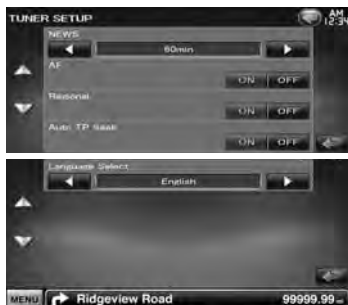 TUNER SETUP
AM
12:34
NEWS
60min
AF
ON OFF
Regional
ON OFF
Auto TP Seek
ON OFF
Language Select
English
MENU Ridgeview Road 99999.99